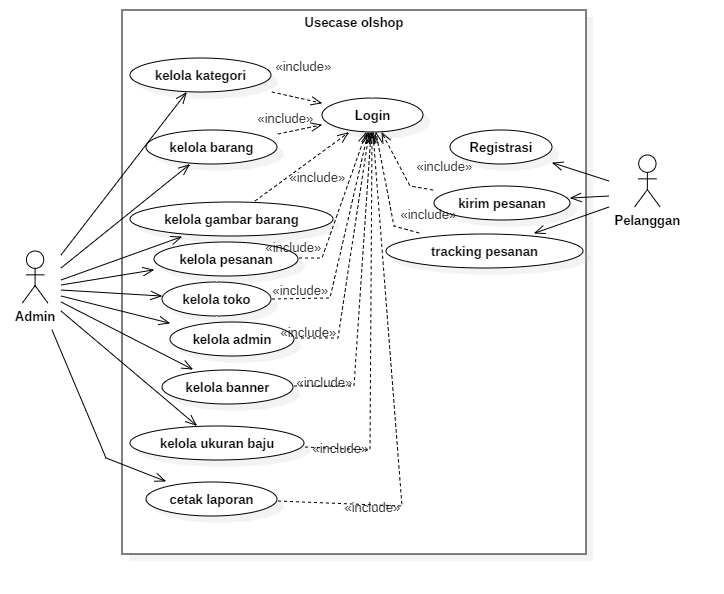 Usecase olshop
kelola kategori
«include»
Login
«include»
kelola barang
Registrasi
«include»
«include»
kirim pesanan
Pelanggan
kelola gambar barang
«include»
kelola pesanan
«include»
tracking pesanan
kelola toko
«include»
Admin
kelola admin
«include»
kelola banner
«include»
kelola ukuran baju
«include»
cetak laporan
«include»